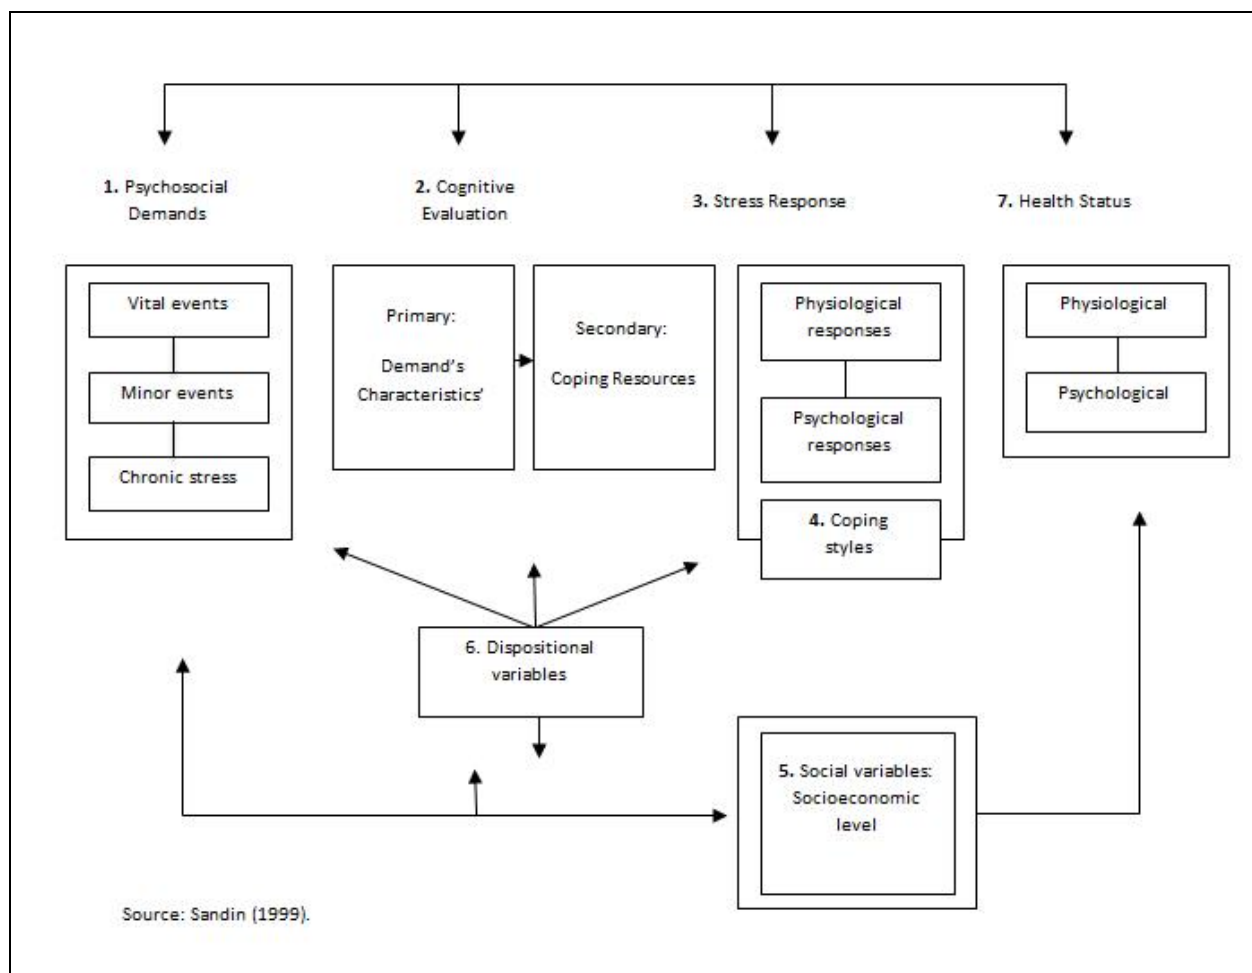 1. Psychosocial
Demands
2. Cognitive
Evaluation
3. Stress Response
7. Health Status
Vital events
Minor events
Chronic stress
Primary:
Demand's
Characteristics'
Secondary:
Coping Resources
Physiological
responses
Psychological
responses
4. Coping
styles
Physiological
Psychological
6. Dispositional
variables
5. Social variables:
Socioeconomic
level
Source: Sandin (1999).